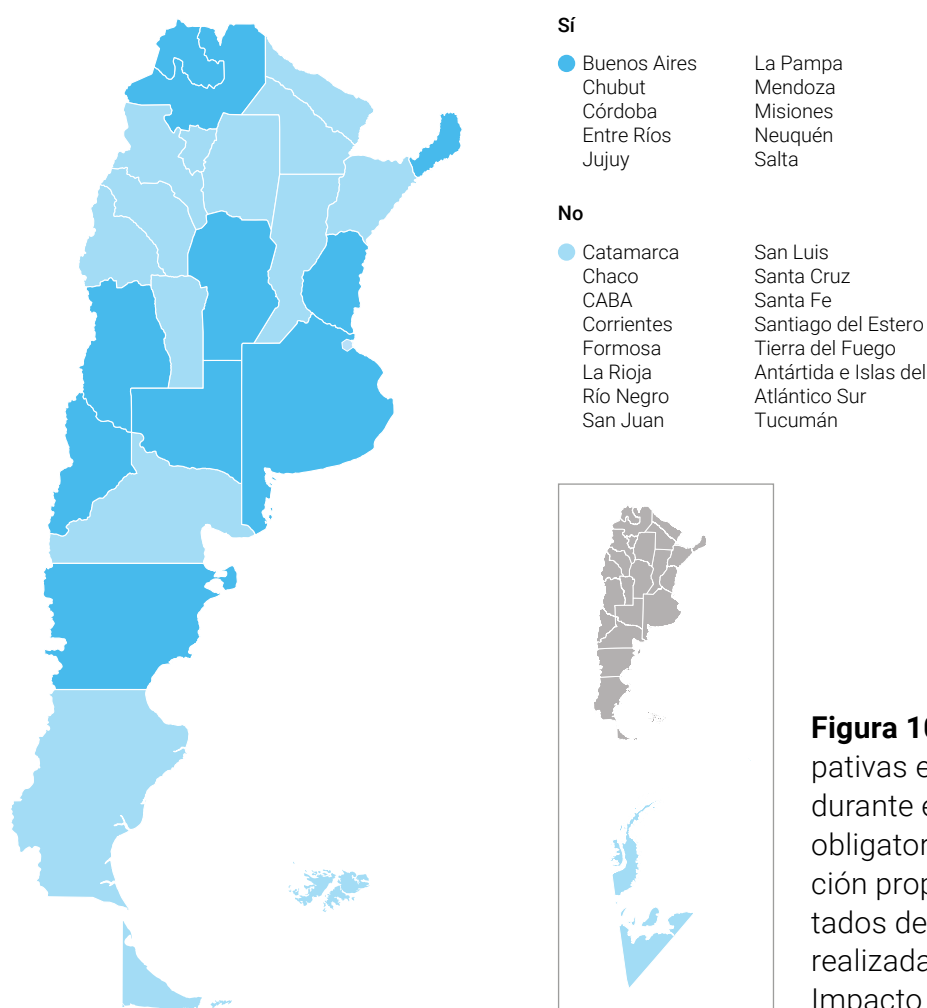 Sí
Buenos Aires
Chubut
Córdoba
Entre Ríos
Jujuy
La Pampa
Mendoza
Misiones
Neuquén
Salta
No
Catamarca
Chaco
CABA
Corrientes
Formosa
La Rioja
Río Negro
San Juan
San Luis
Santa Cruz
Santa Fe
Santiago del Estero
Tierra del Fuego
Antártida e Islas del
Atlántico Sur
Tucumán
Figura 10
pativas e
durante e
obligator
ción prop
tados de
realizada
Impacto